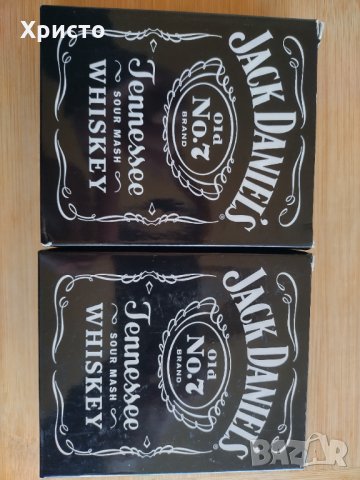 Христо
JACK DANIEL'S
Old
No.7
BRAND
Tennessee
SOUR MASH
WHISKEY
JACK DANIEL'S
Old
No.7
BRAND
Tennessee
SOUR MASH
WHISKEY
BAZAR